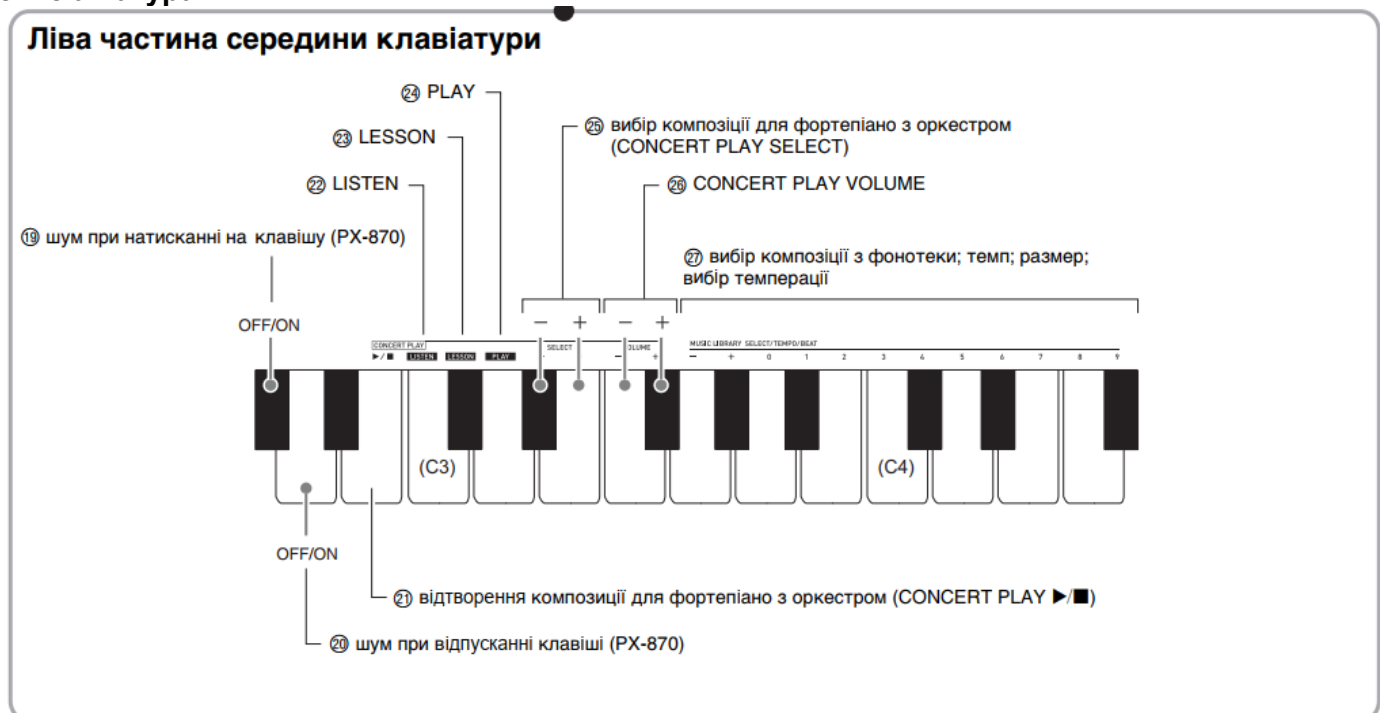 Ліва частина середини клавіатури
㉔ PLAY
㉓ LESSON
㉒ LISTEN
㉕ вибір композіції для фортепіано з оркестром
(CONCERT PLAY SELECT)
㉖ CONCERT PLAY VOLUME
⑲ шум при натисканні на клавішу (PX-870)
㉗ вибір композіції з фонотеки; темп; размер;
вибір температції
OFF/ON
− + − +
CONCERT PLAY
▶/■ LISTEN LESSON PLAY
SELECT
OLUME
− +
MUSIC LIBRARY SELECT/TEMPO/BEAT
− + 0 1 2 3 4 5 6 7 8 9
(C3)
(C4)
OFF/ON
㉑ відтворення композиції для фортепіано з оркестром (CONCERT PLAY ▶/■)
⑳ шум при відпусканні клавіші (PX-870)